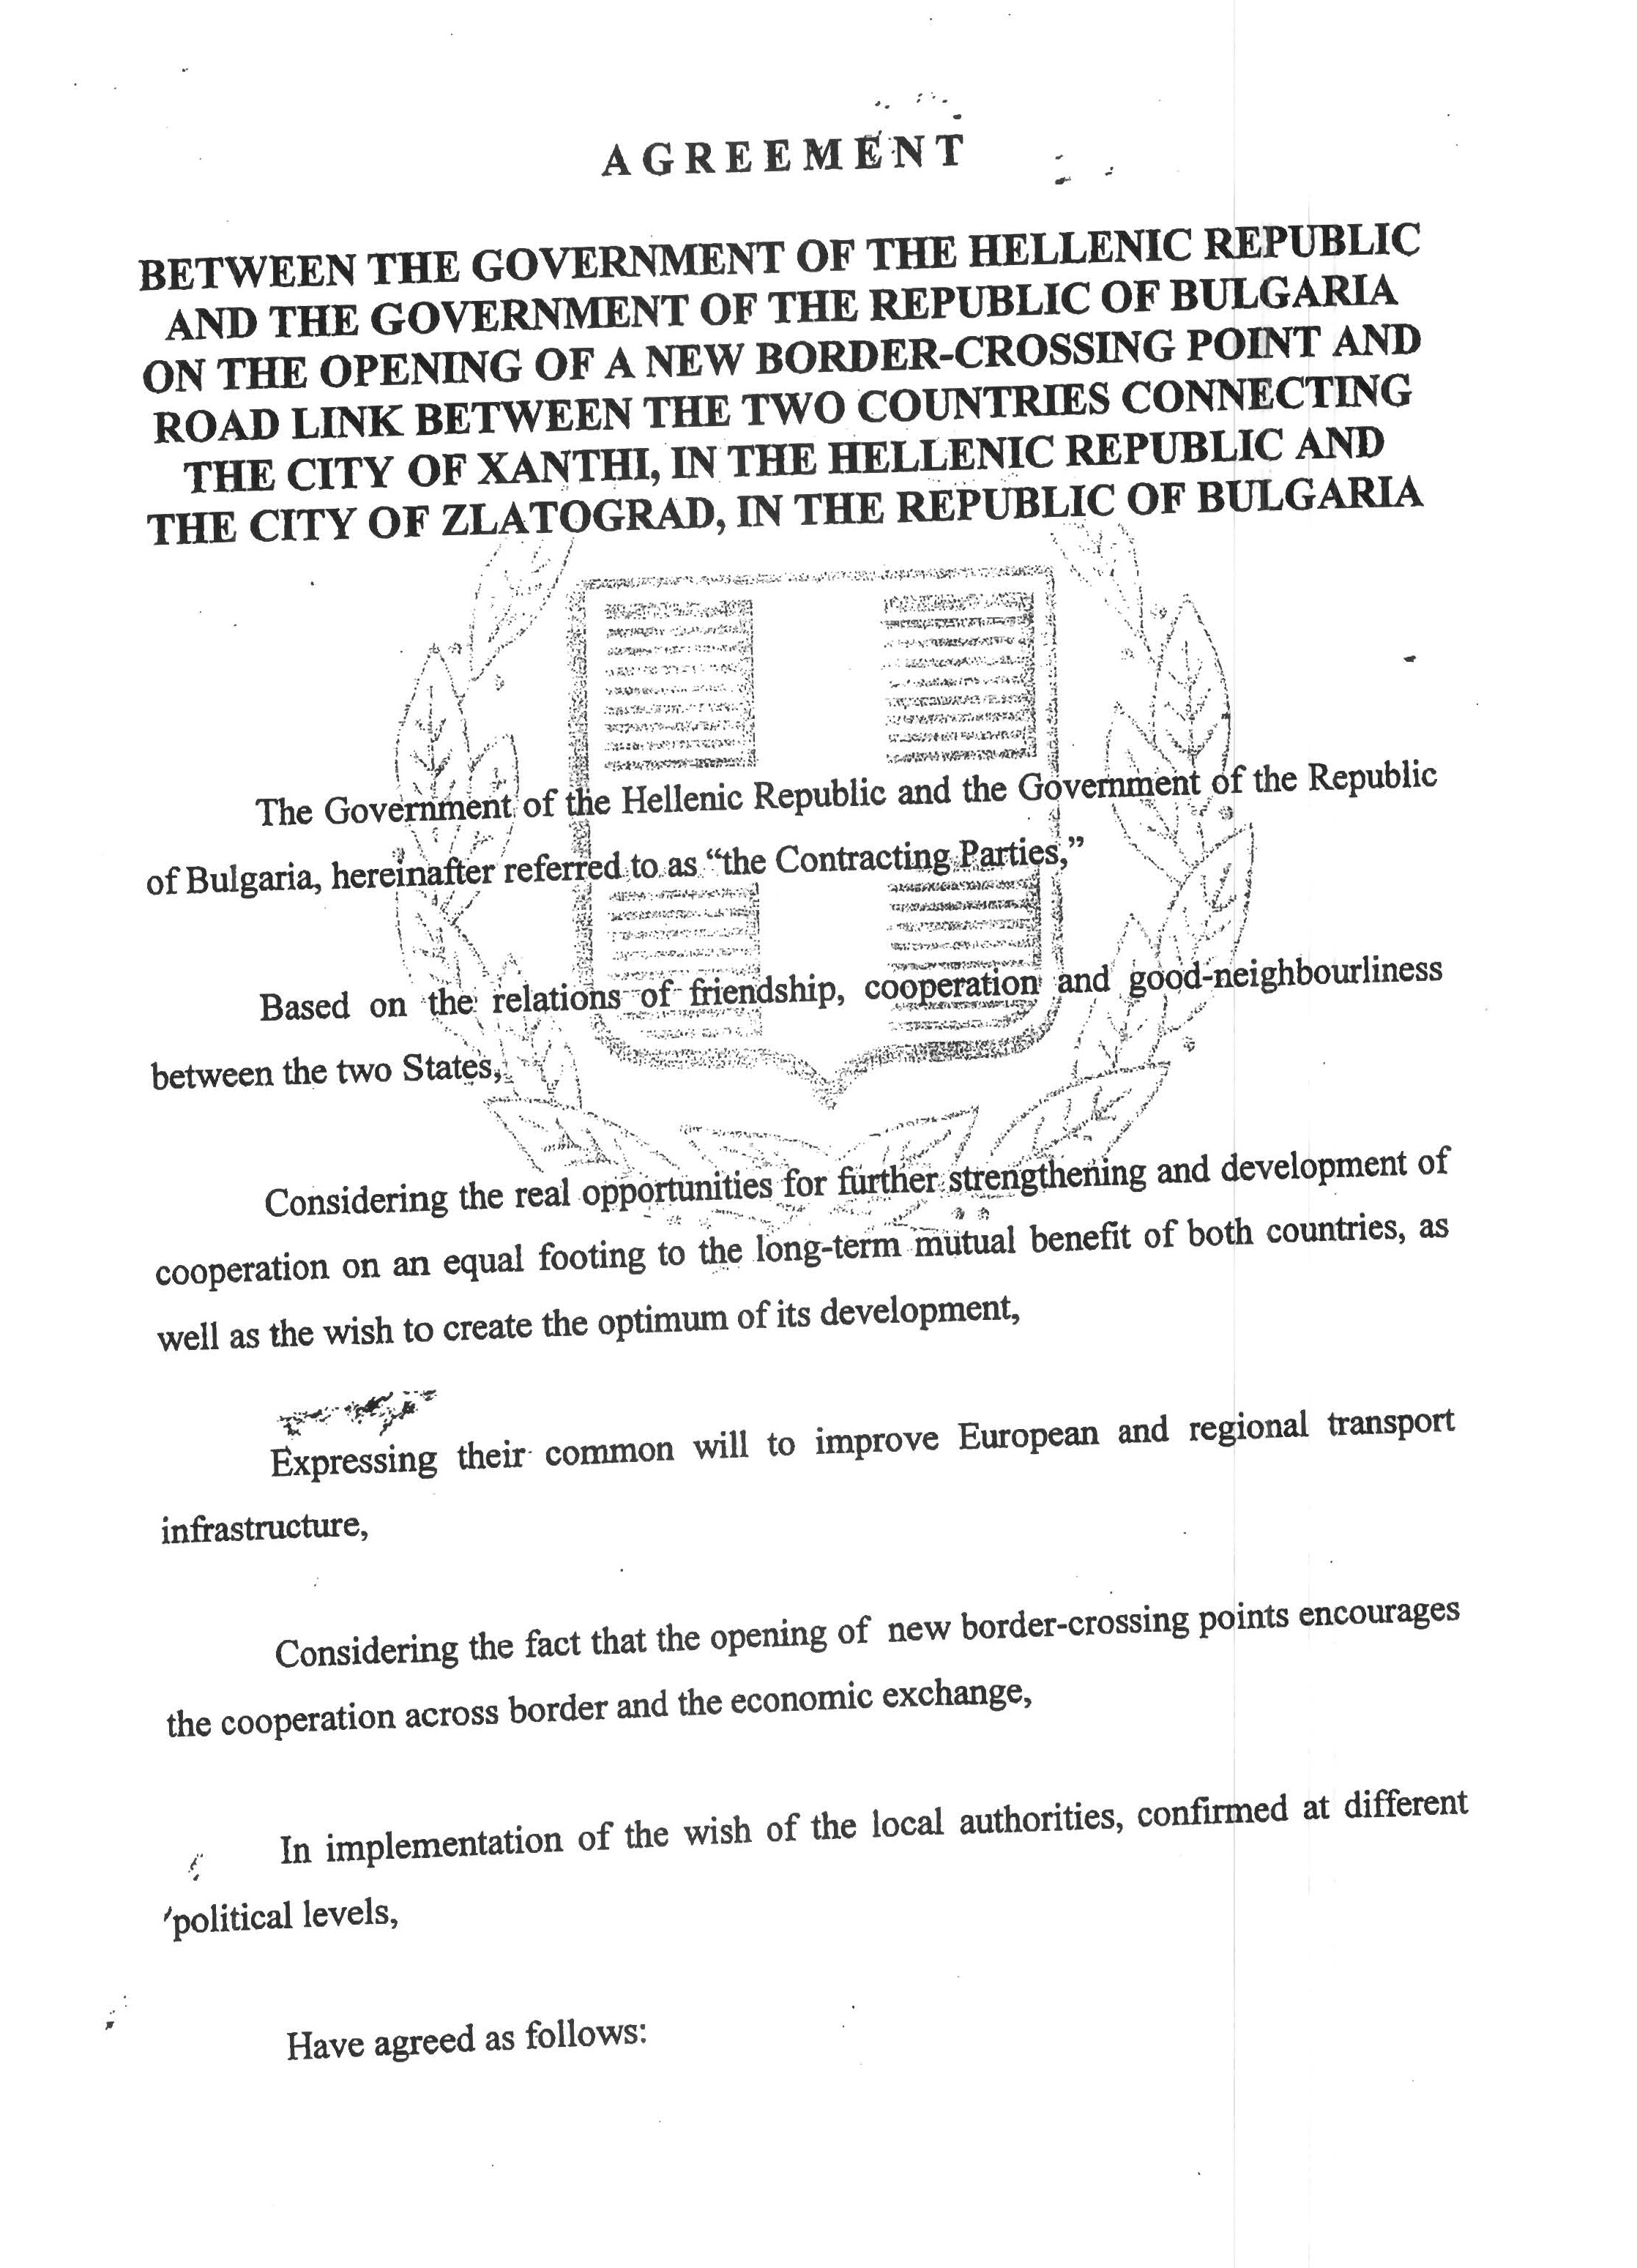 AGREEMENT
BETWEEN THE GOVERNMENT OF THE HELLENIC REPUBLIC
AND THE GOVERNMENT OF THE REPUBLIC OF BULGARIA
ON THE OPENING OF A NEW BORDER-CROSSING POINT AND
ROAD LINK BETWEEN THE TWO COUNTRIES CONNECTING
THE CITY OF XANTHI, IN THE HELLENIC REPUBLIC AND
THE CITY OF ZLATOGRAD, IN THE REPUBLIC OF BULGARIA
The Government of the Hellenic Republic and the Government of the Republic
of Bulgaria, hereinafter referred to as “the Contracting Parties,”
Based on the relations of friendship, cooperation and good-neighbourliness
between the two States,
Considering the real opportunities for further strengthening and development of
cooperation on an equal footing to the long-term mutual benefit of both countries, as
well as the wish to create the optimum of its development,
Expressing their common will to improve European and regional transport
infrastructure,
Considering the fact that the opening of new border-crossing points encourages
the cooperation across border and the economic exchange,
In implementation of the wish of the local authorities, confirmed at different
political levels,
Have agreed as follows: